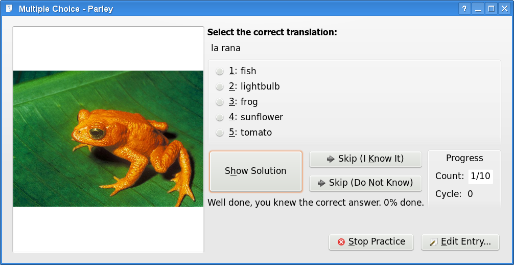 Multiple Choice - Parley
Select the correct translation:
la rana
1: fish
2: lightbulb
3: frog
4: sunflower
5: tomato
Show Solution
Skip (I Know It)
Skip (Do Not Know)
Progress
Count: 1/10
Cycle: 0
Well done, you knew the correct answer. 0% done.
Stop Practice
Edit Entry...